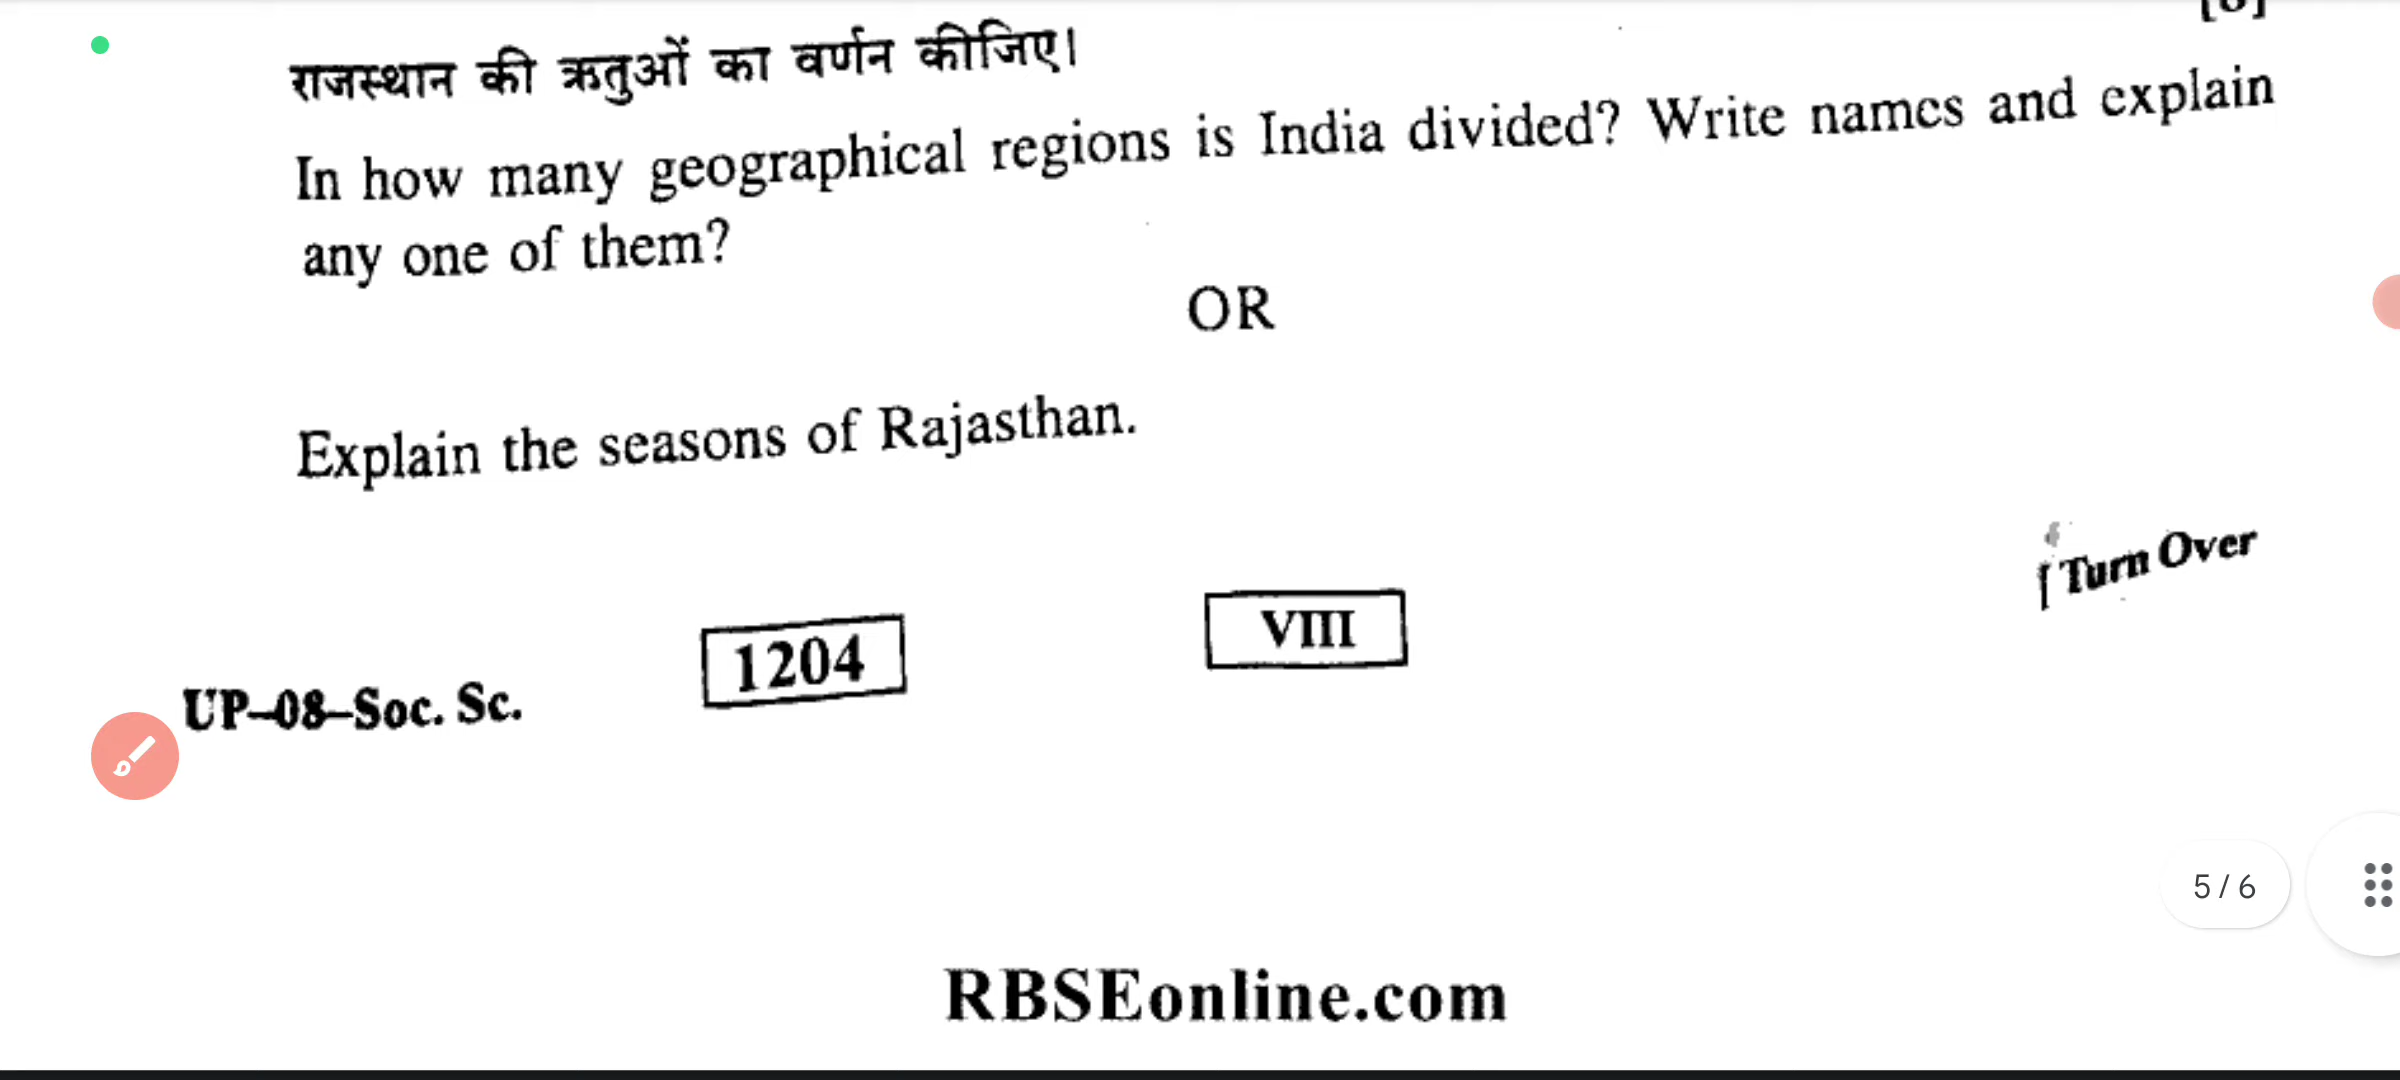 राजस्थान की ऋतुओं का वर्णन कीजिए।
In how many geographical regions is India divided? Write names and explain
any one of them?
OR
Explain the seasons of Rajasthan.
[Turn Over
UP–08–Soc. Sc.
1204
VIII
5 / 6
RBSEonline.com